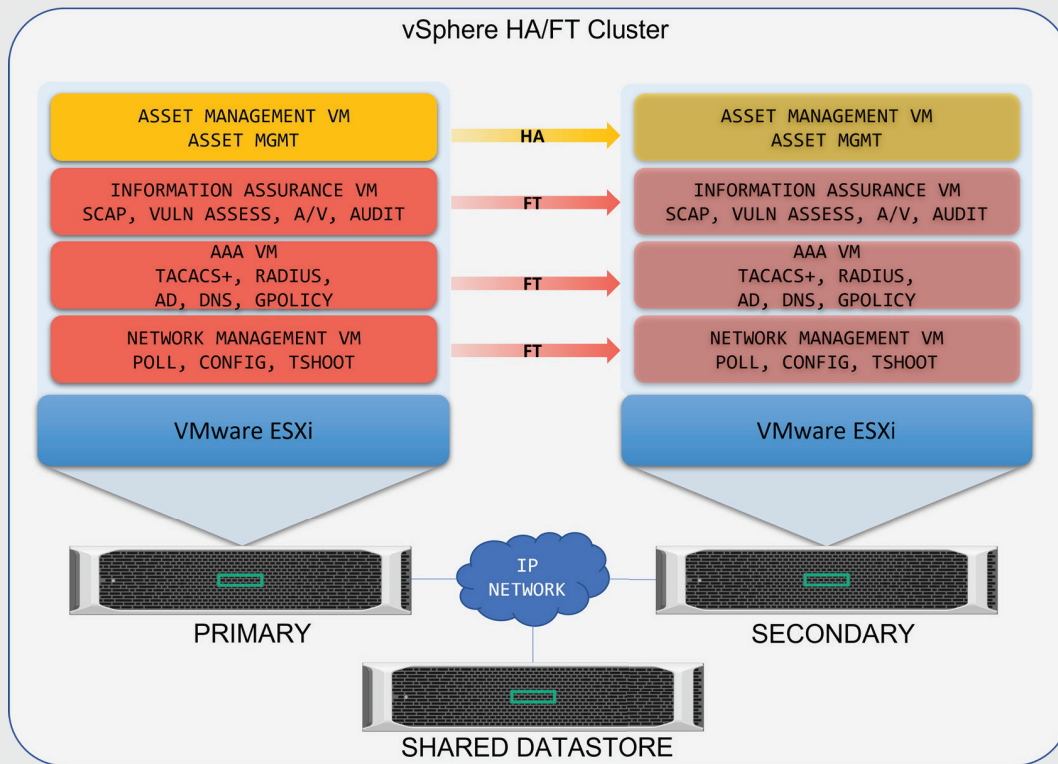 vSphere HA/FT Cluster
ASSET MANAGEMENT VM
ASSET MGMT
HA
ASSET MANAGEMENT VM
ASSET MGMT
INFORMATION ASSURANCE VM
SCAP, VULN ASSESS, A/V, AUDIT
FT
INFORMATION ASSURANCE VM
SCAP, VULN ASSESS, A/V, AUDIT
AAA VM
TACACS+, RADIUS,
AD, DNS, GPOLICY
FT
AAA VM
TACACS+, RADIUS,
AD, DNS, GPOLICY
NETWORK MANAGEMENT VM
POLL, CONFIG, TSHOOT
FT
NETWORK MANAGEMENT VM
POLL, CONFIG, TSHOOT
VMware ESXi
VMware ESXi
IP
NETWORK
PRIMARY
SECONDARY
SHARED DATASTORE